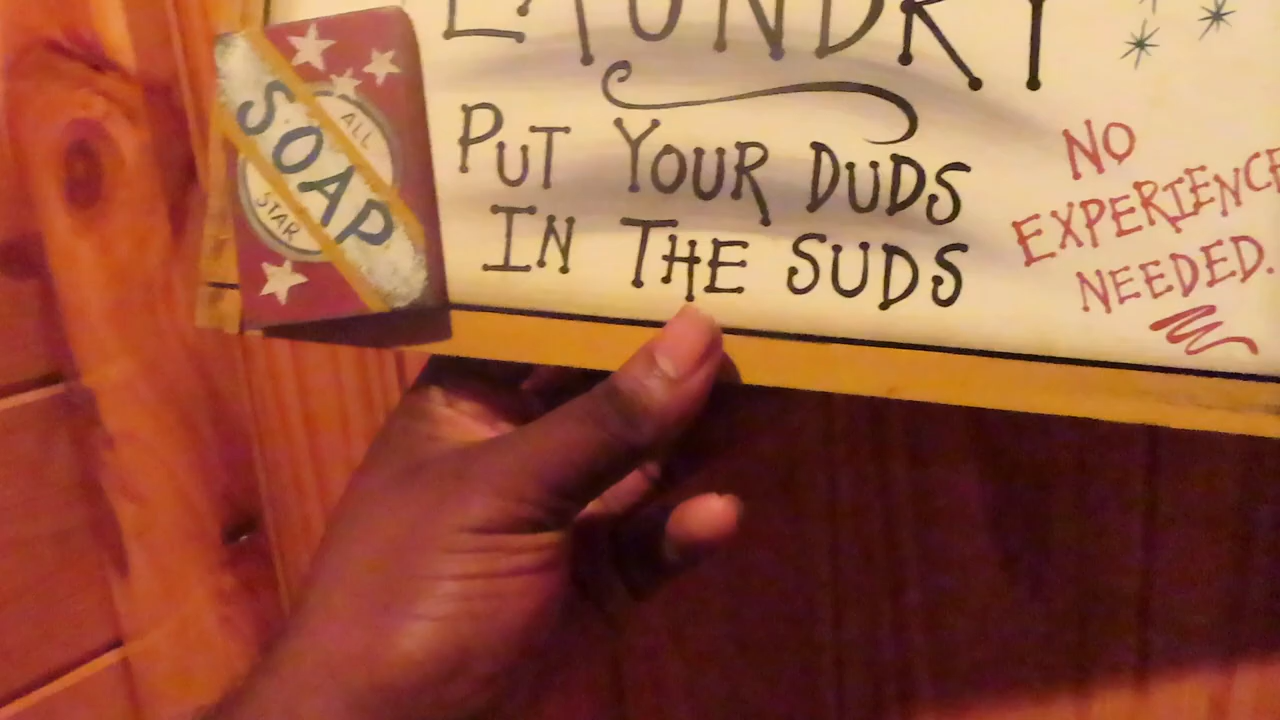 LAUNDRY
PUT YOUR DUDS
IN THE SUDS
NO
EXPERIENCE
NEEDED.
ALL
SOAP
STAR